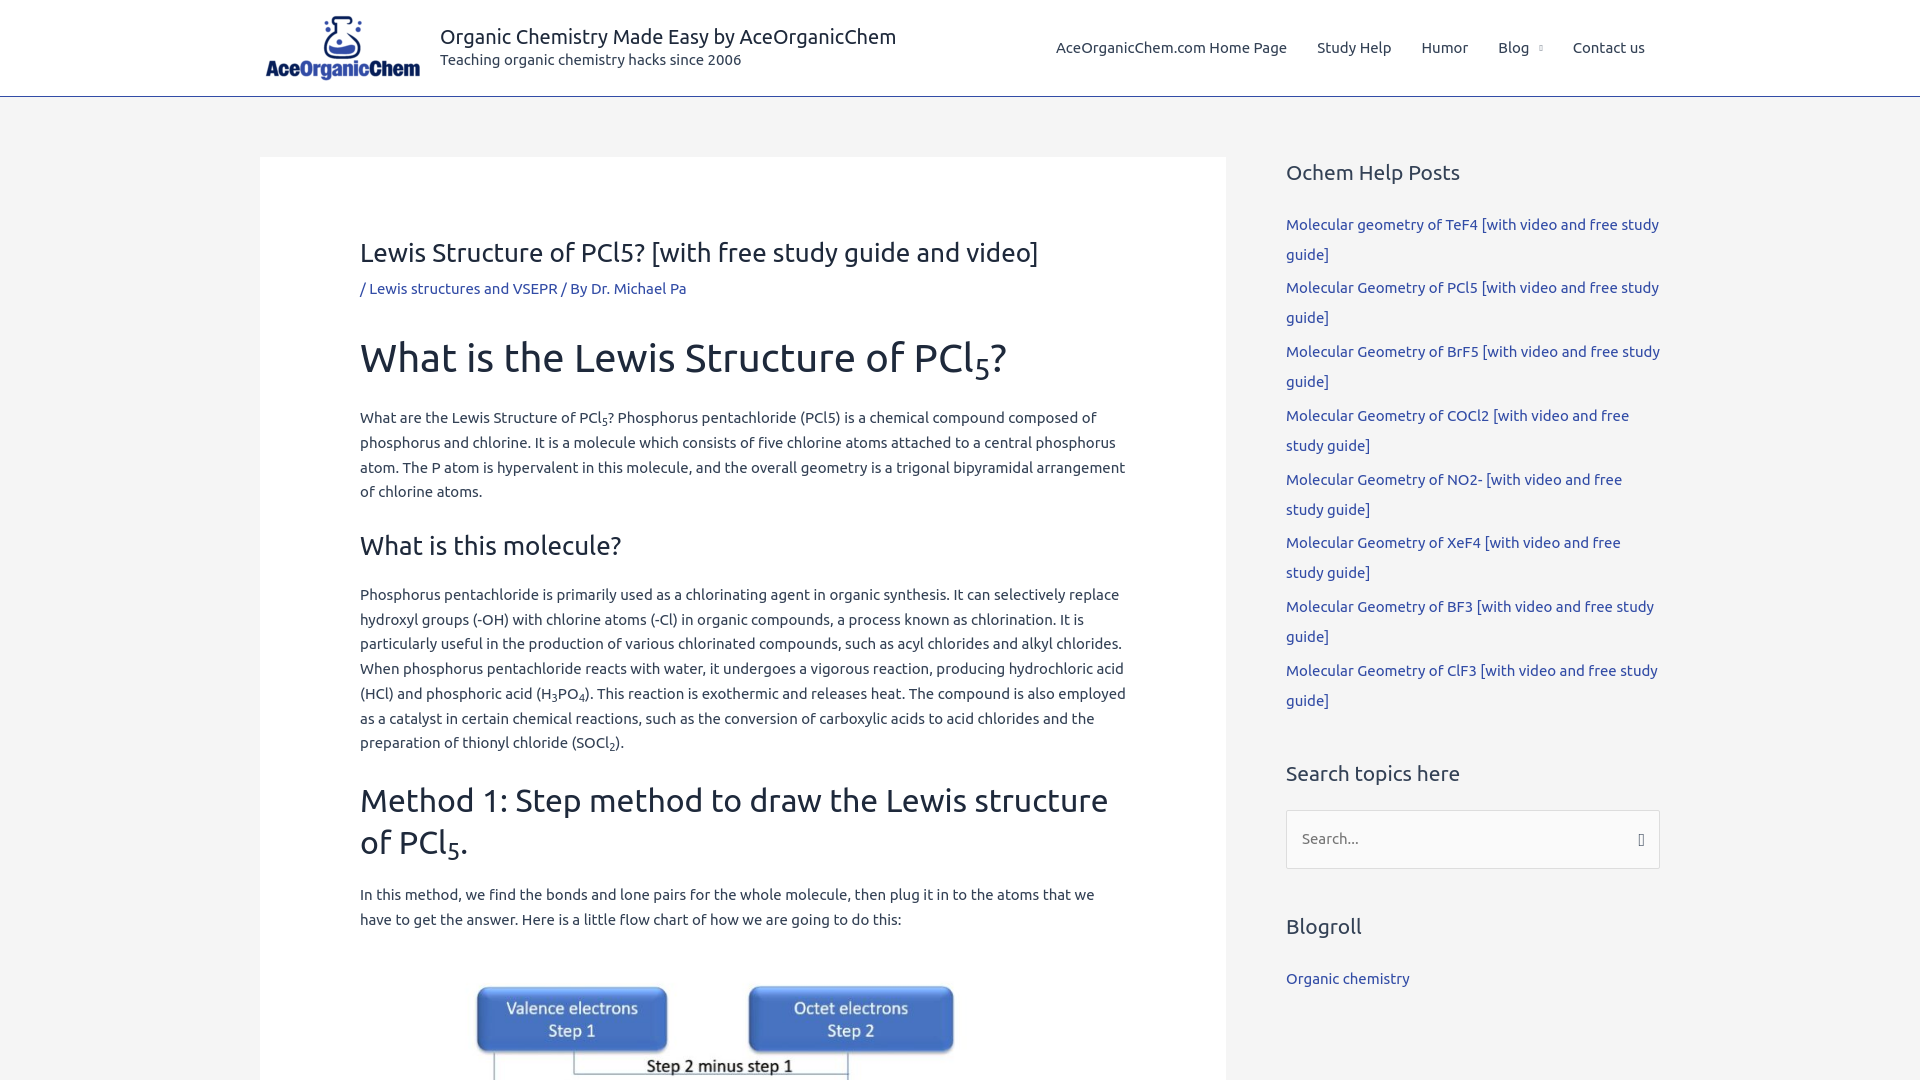 AceOrganicChem
Organic Chemistry Made Easy by AceOrganicChem
Teaching organic chemistry hacks since 2006
AceOrganicChem.com Home Page
Study Help
Humor
Blog
Contact us
Lewis Structure of PCl5? [with free study guide and video]
/ Lewis structures and VSEPR / By Dr. Michael Pa
What is the Lewis Structure of PCl5?
What are the Lewis Structure of PCl5? Phosphorus pentachloride (PCl5) is a chemical compound composed of
phosphorus and chlorine. It is a molecule which consists of five chlorine atoms attached to a central phosphorus
atom. The P atom is hypervalent in this molecule, and the overall geometry is a trigonal bipyramidal arrangement
of chlorine atoms.
What is this molecule?
Phosphorus pentachloride is primarily used as a chlorinating agent in organic synthesis. It can selectively replace
hydroxyl groups (-OH) with chlorine atoms (-Cl) in organic compounds, a process known as chlorination. It is
particularly useful in the production of various chlorinated compounds, such as acyl chlorides and alkyl chlorides.
When phosphorus pentachloride reacts with water, it undergoes a vigorous reaction, producing hydrochloric acid
(HCl) and phosphoric acid (H3PO4). This reaction is exothermic and releases heat. The compound is also employed
as a catalyst in certain chemical reactions, such as the conversion of carboxylic acids to acid chlorides and the
preparation of thionyl chloride (SOCl2).
Method 1: Step method to draw the Lewis structure
of PCl5.
In this method, we find the bonds and lone pairs for the whole molecule, then plug it in to the atoms that we
have to get the answer. Here is a little flow chart of how we are going to do this:
Valence electrons
Step 1
Octet electrons
Step 2
Step 2 minus step 1
Ochem Help Posts
Molecular geometry of TeF4 [with video and free study
guide]
Molecular Geometry of PCl5 [with video and free study
guide]
Molecular Geometry of BrF5 [with video and free study
guide]
Molecular Geometry of COCl2 [with video and free
study guide]
Molecular Geometry of NO2- [with video and free
study guide]
Molecular Geometry of XeF4 [with video and free
study guide]
Molecular Geometry of BF3 [with video and free study
guide]
Molecular Geometry of ClF3 [with video and free study
guide]
Search topics here
Search...
Blogroll
Organic chemistry